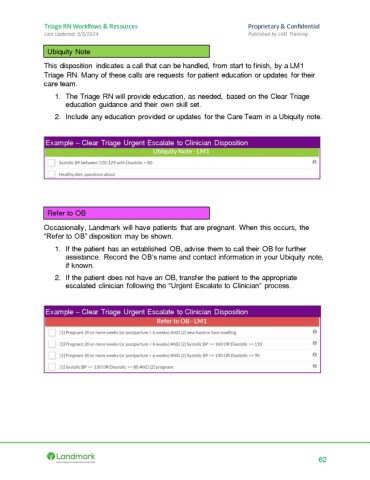 Triage RN Workflows & Resources Proprietary & Confidential
Last Updated: 5/3/2024 Published by LM1 Training
Ubiquity Note
This disposition indicates a call that can be handled, from start to finish, by a LM1
Triage RN. Many of these calls are requests for patient education or updates for their
care team.
1. The Triage RN will provide education, as needed, based on the Clear Triage
education guidance and their own skill set.
2. Include any education provided or updates for the Care Team in a Ubiquity note.
Example – Clear Triage Urgent Escalate to Clinician Disposition
Ubiquity Note - LM1
Systolic BP between 120-129 with Diastolic < 80
Healthy diet, questions about
Refer to OB
Occasionally, Landmark will have patients that are pregnant. When this occurs, the
“Refer to OB” disposition may be shown.
1. If the patient has an established OB, advise them to call their OB for further
assistance. Record the OB’s name and contact information in your Ubiquity note,
if known.
2. If the patient does not have an OB, transfer the patient to the appropriate
escalated clinician following the “Urgent Escalate to Clinician” process.
Example – Clear Triage Urgent Escalate to Clinician Disposition
Refer to OB - LM1
[1] Pregnant 20 or more weeks (or postpartum < 6 weeks) AND [2] new hand or face swelling
[1] Pregnant 20 or more weeks (or postpartum < 6 weeks) AND [2] Systolic BP >= 160 OR Diastolic >= 110
[1] Pregnant 20 or more weeks (or postpartum < 6 weeks) AND [2] Systolic BP >= 140 OR Diastolic >= 90
[1] Systolic BP >= 130 OR Diastolic >= 80 AND [2] pregnant
Landmark
62